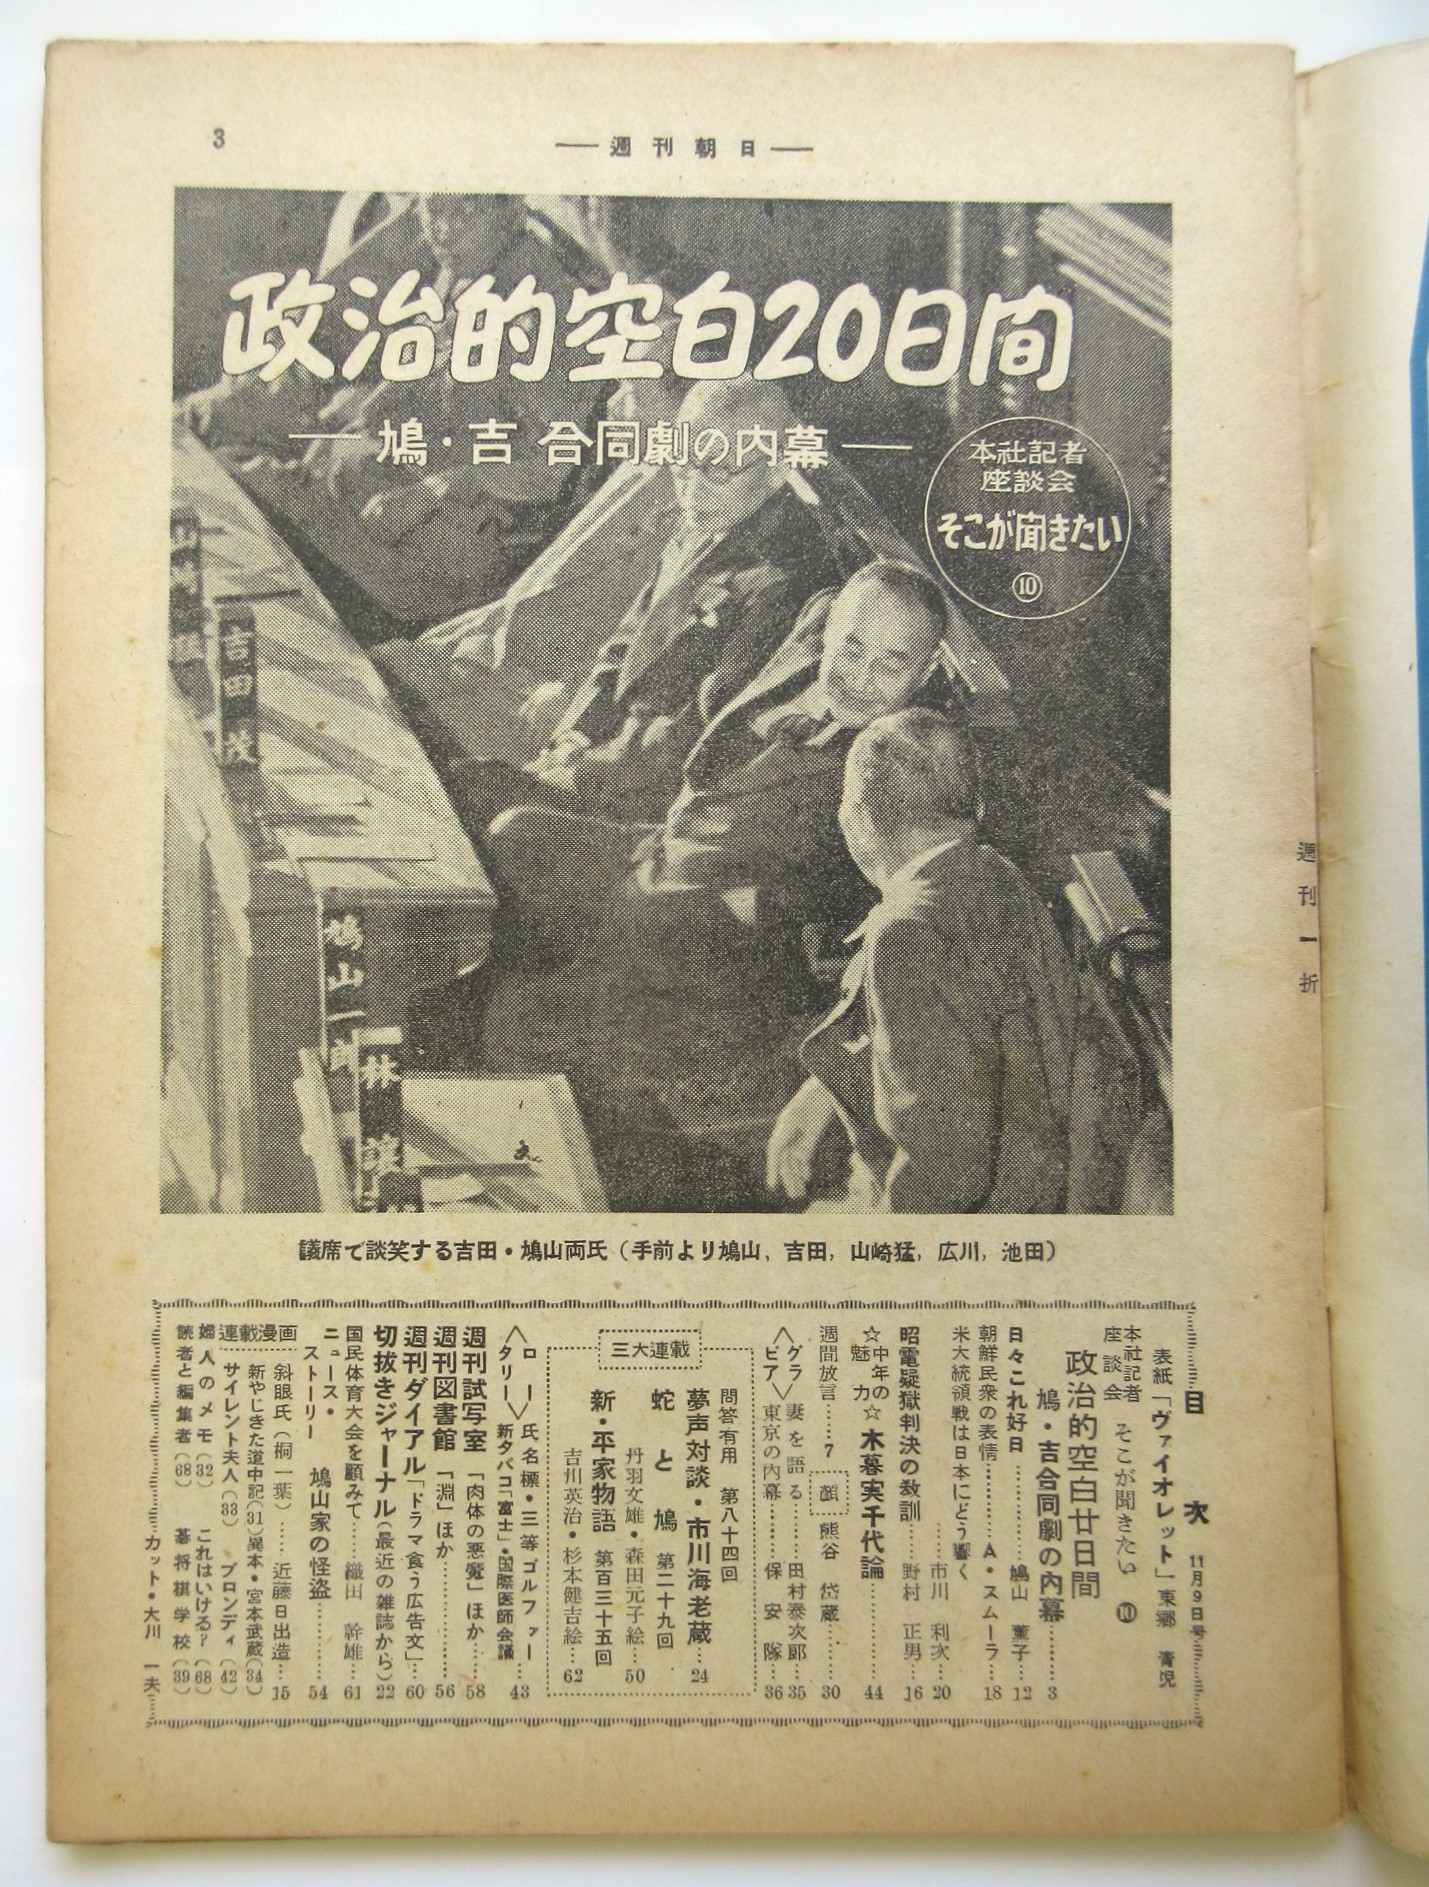 3
週刊朝日
政治的空白20日間
鳩・吉 合同劇の内幕
本社記者
座談会
そこが聞きたい
⑩
吉田茂
鳩山一郎
林譲
議席で談笑する吉田・鳩山両氏（手前より鳩山，吉田，山崎猛，広川，池田）
週刊一折
目次 11月9日号
表紙「ヴァイオレット」東郷 青児
本社記者座談会 そこが聞きたい ⑩
政治的空白廿日間
鳩・吉合同劇の内幕……3
日々これ好日……鳩山 薫子…12
朝鮮民衆の表情……A・スムーラ…18
米大統領戦は日本にどう響く
……市川 利次…20
昭電疑獄判決の教訓……野村 正男…16
☆中年の☆魅力 木暮実千代論……44
週間放言……7 顔 熊谷 岱蔵……30
〈グラビア〉妻を語る……田村泰次郎…35
東京の内幕……保安隊…36
三大連載
問答有用 第八十四回
夢声対談・市川海老蔵…24
蛇と鳩 第二十九回
丹羽文雄・森田元子絵…50
新・平家物語 第百三十五回
吉川英治・杉本健吉絵…62
〈ロータリー〉氏名標・三等ゴルファー
新タバコ「富士」・国際医師会議…43
週刊試写室「肉体の悪魔」ほか……58
週刊図書館「淵」ほか……56
週刊ダイアル「ドラマ食う広告文」…60
切抜きジャーナル（最近の雑誌から）22
国民体育大会を顧みて……織田 幹雄…61
ニュース・ストーリー 鳩山家の怪盗……54
連載漫画
斜眼氏（桐一葉）……近藤日出造…15
新やじきた道中記(31)異本・宮本武蔵(34)
サイレント夫人(33) ブロンディ(42)
婦人のメモ(32) これはいける？(68)
読者と編集者(68) 碁将棋学校(39)
カット・大川 一夫